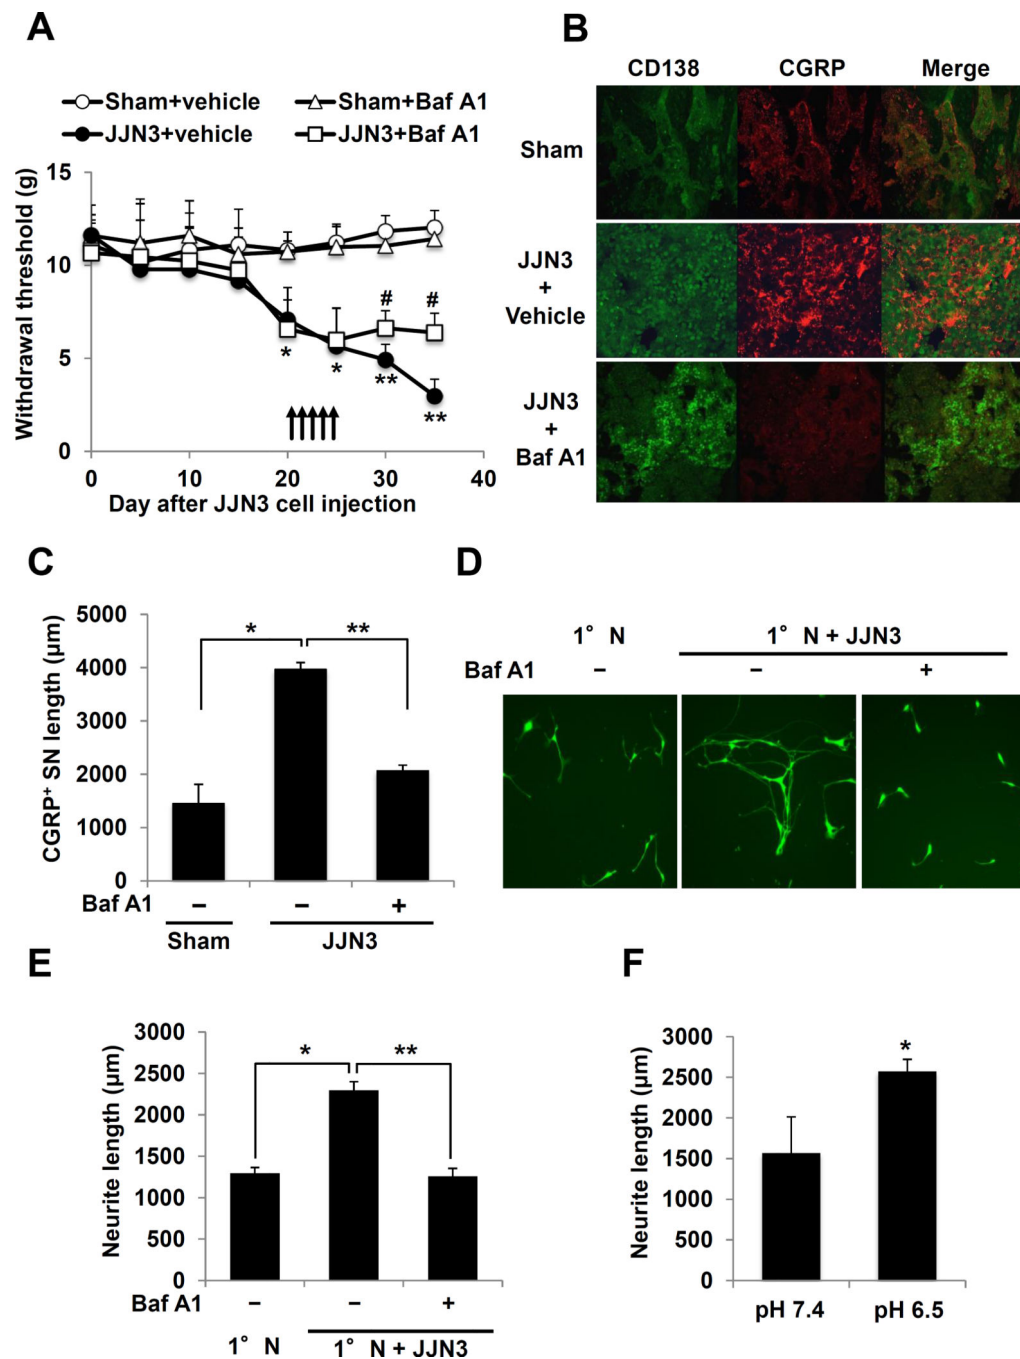 A
Sham+vehicle
Sham+Baf A1
JJN3+vehicle
JJN3+Baf A1
Withdrawal threshold (g)
15
10
5
0
#
#
*
*
**
**
0
10
20
30
40
Day after JJN3 cell injection
B
CD138
CGRP
Merge
Sham
JJN3
+
Vehicle
JJN3
+
Baf A1
C
CGRP⁺ SN length (µm)
5000
4000
3000
2000
1000
0
*
**
Baf A1
–
–
+
Sham
JJN3
D
1° N
1° N + JJN3
Baf A1
–
–
+
E
Neurite length (µm)
3000
2500
2000
1500
1000
500
0
*
**
Baf A1
–
–
+
1° N
1° N + JJN3
F
Neurite length (µm)
3000
2500
2000
1500
1000
500
0
*
pH 7.4
pH 6.5